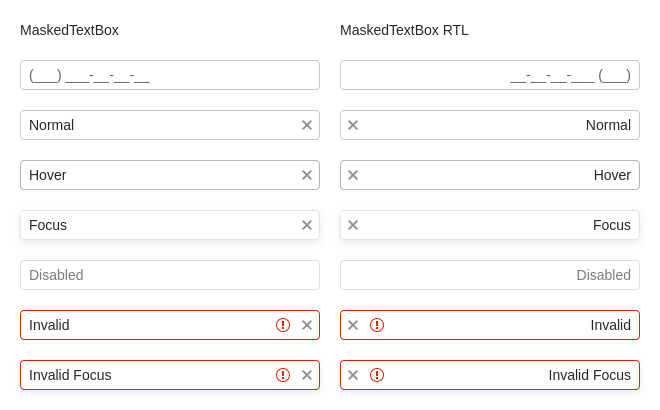 MaskedTextBox
MaskedTextBox RTL
(___) ___-__-__-__
__-__-__-___ (___)
Normal
Normal
Hover
Hover
Focus
Focus
Disabled
Disabled
Invalid
Invalid
Invalid Focus
Invalid Focus